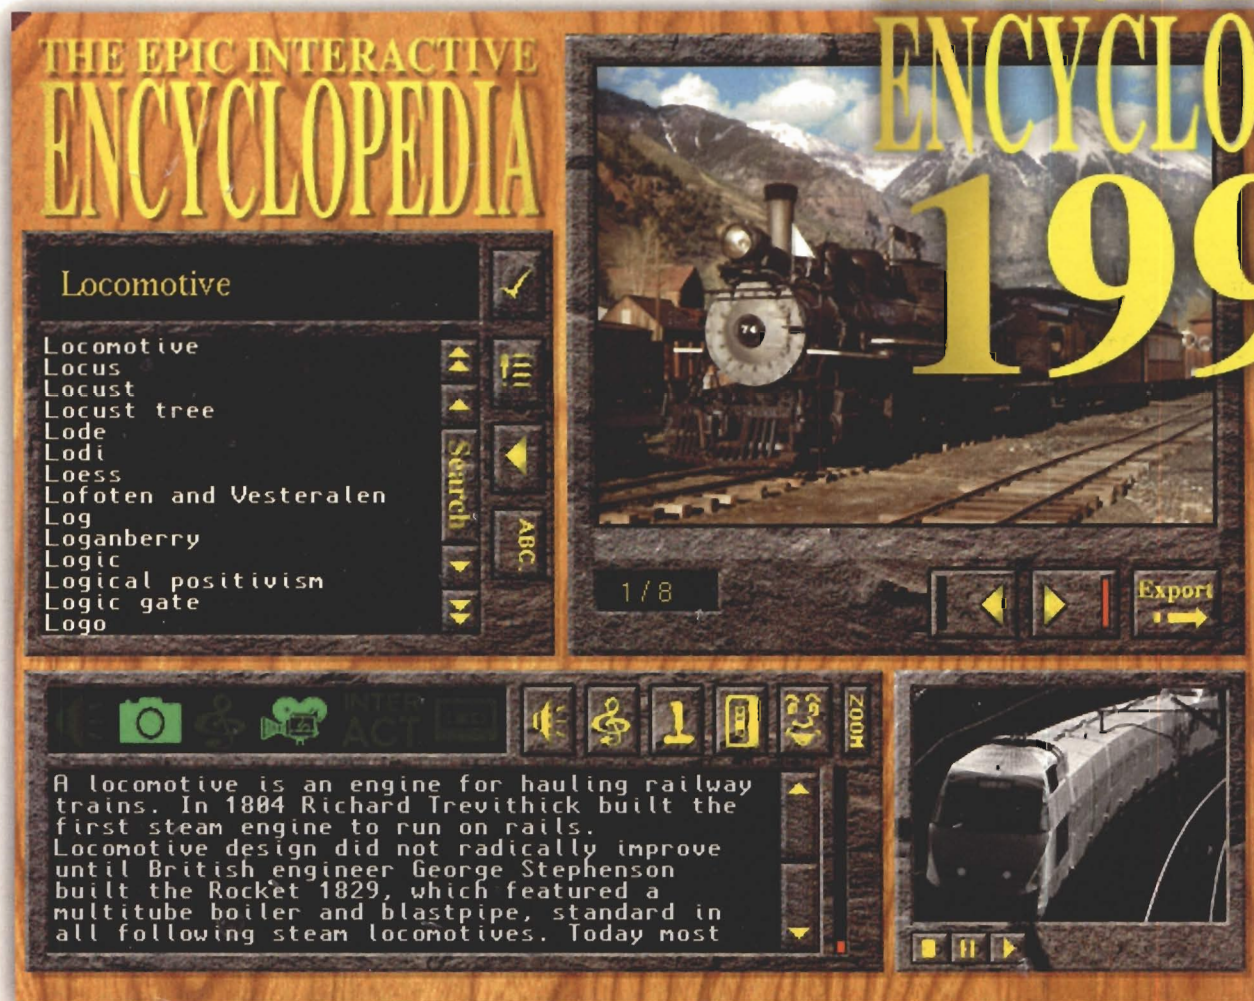 THE EPIC INTERACTIVE
ENCYCLOPEDIA
ENCYCLO
199
Locomotive
Locomotive
Locus
Locust
Locust tree
Lode
Lodi
Loess
Lofoten and Vesteralen
Log
Loganberry
Logic
Logical positivism
Logic gate
Logo
Search
ABC.
74
1/8
Export
INTER
ACT
1
ZOOM
A locomotive is an engine for hauling railway
trains. In 1804 Richard Trevithick built the
first steam engine to run on rails.
Locomotive design did not radically improve
until British engineer George Stephenson
built the Rocket 1829, which featured a
multitube boiler and blastpipe, standard in
all following steam locomotives. Today most